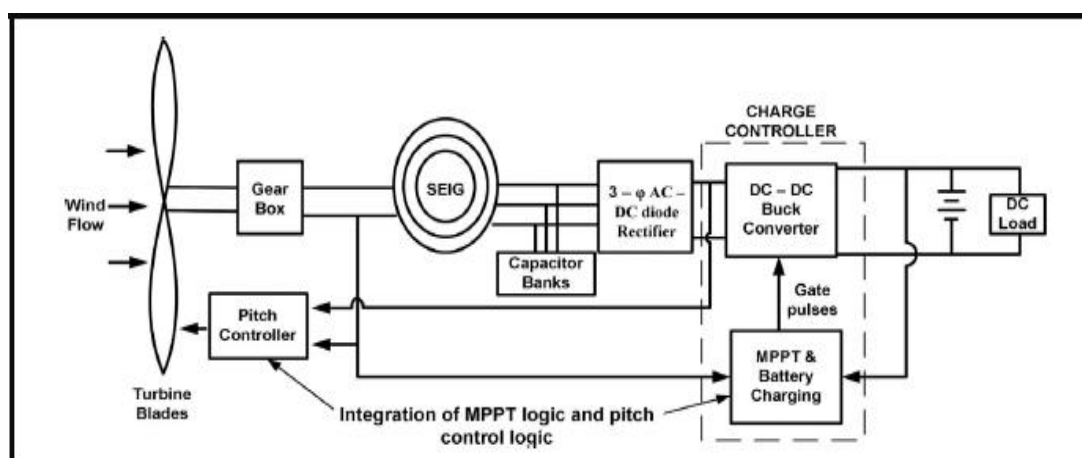 CHARGE
CONTROLLER
Wind
Flow
Gear
Box
SEIG
3 – φ AC –
DC diode
Rectifier
DC – DC
Buck
Converter
DC
Load
Capacitor
Banks
Gate
pulses
Pitch
Controller
MPPT &
Battery
Charging
Turbine
Blades
Integration of MPPT logic and pitch
control logic